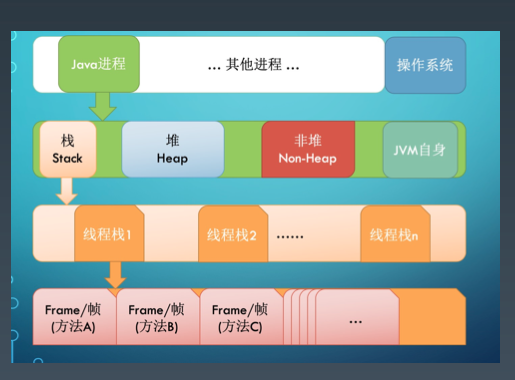 Java进程
... 其他进程 ...
操作系统
栈
Stack
堆
Heap
非堆
Non-Heap
JVM自身
线程栈1
线程栈2
......
线程栈n
Frame/帧
(方法A)
Frame/帧
(方法B)
Frame/帧
(方法C)
...